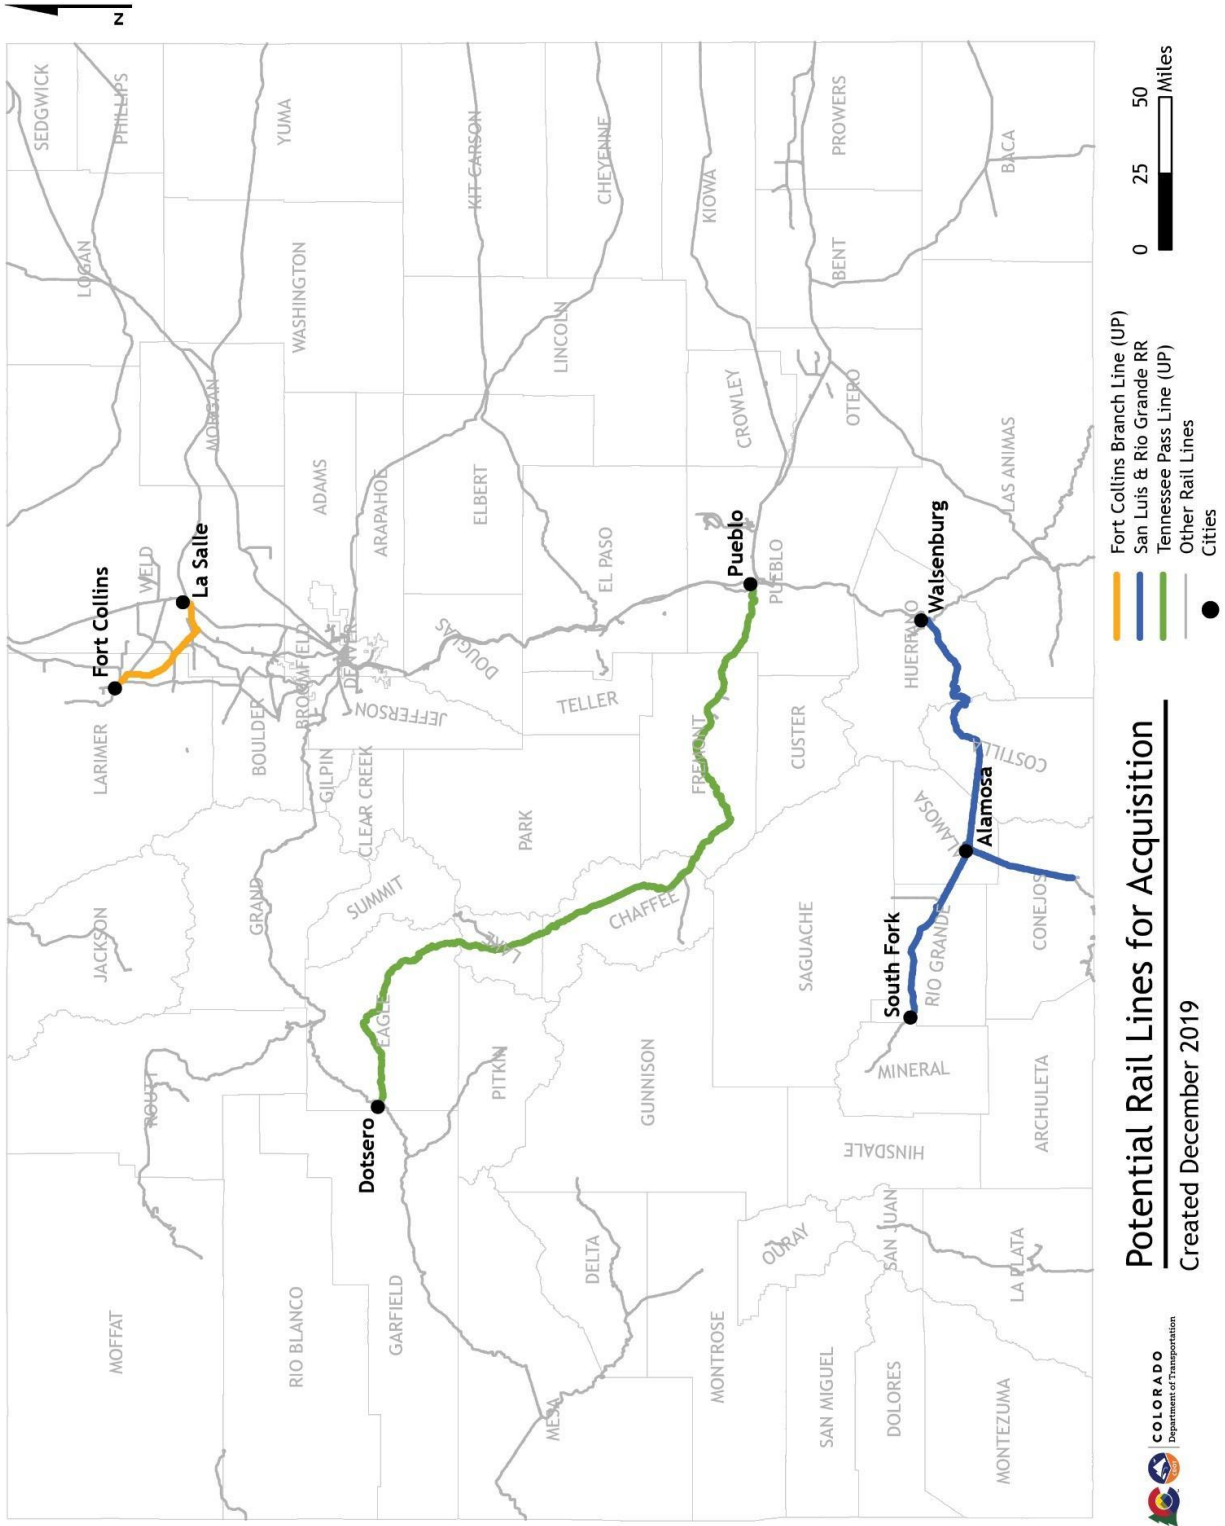 N
SEDGWICK
PHILLIPS
LOGAN
YUMA
WASHINGTON
MORGAN
WELD
LARIMER
JACKSON
ROUTT
MOFFAT
Fort Collins
La Salle
KIT CARSON
CHEYENNE
LINCOLN
ADAMS
ARAPAHOE
ELBERT
BOULDER
BROOMFIELD
DENVER
DOUGLAS
JEFFERSON
GILPIN
CLEAR CREEK
GRAND
SUMMIT
EAGLE
RIO BLANCO
GARFIELD
Dotsero
PITKIN
LAKE
PARK
TELLER
EL PASO
KIOWA
CROWLEY
Pueblo
PUEBLO
FREMONT
CHAFFEE
GUNNISON
DELTA
MESA
MONTROSE
OURAY
PROWERS
BENT
OTERO
CUSTER
SAGUACHE
HUERFANO
Walsenburg
LAS ANIMAS
BACA
COSTILLA
ALAMOSA
Alamosa
CONEJOS
RIO GRANDE
South Fork
MINERAL
HINSDALE
ARCHULETA
SAN JUAN
LA PLATA
SAN MIGUEL
DOLORES
MONTEZUMA
COLORADO
Department of Transportation
Potential Rail Lines for Acquisition
Created December 2019
Fort Collins Branch Line (UP)
San Luis & Rio Grande RR
Tennessee Pass Line (UP)
Other Rail Lines
Cities
0 25 50
Miles